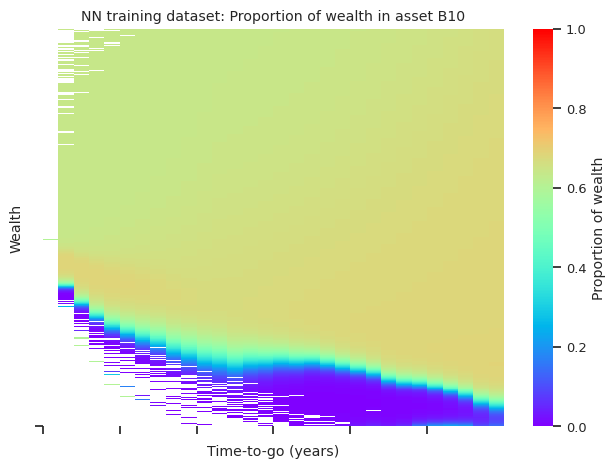 NN training dataset: Proportion of wealth in asset B10
Wealth
Time-to-go (years)
1.0
0.8
0.6
0.4
0.2
0.0
Proportion of wealth